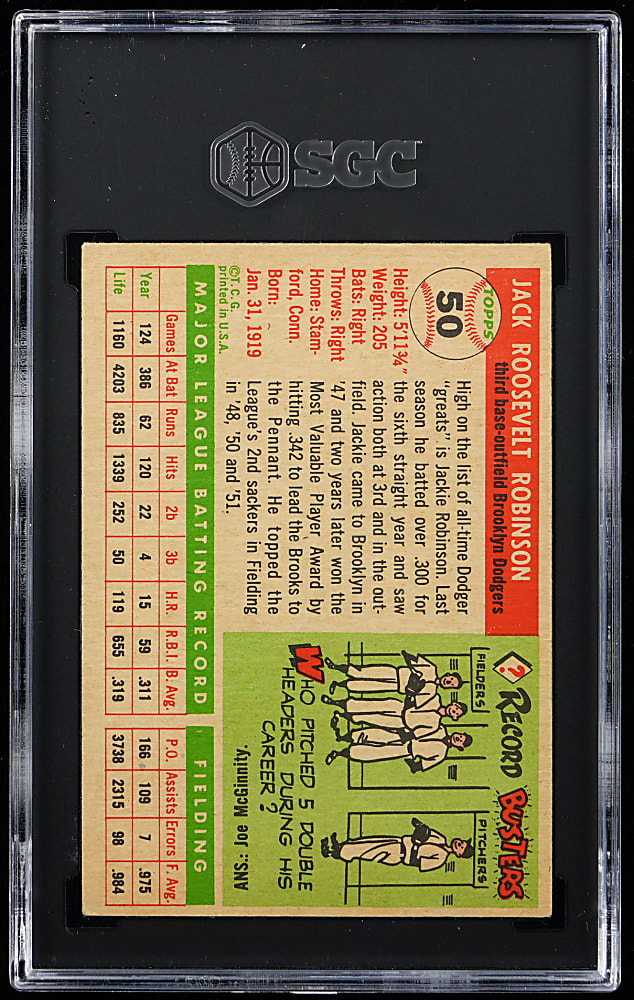 SGC
JACK ROOSEVELT ROBINSON
third base-outfield Brooklyn Dodgers
TOPPS
50
Height: 5'11¾"
Weight: 205
Bats: Right
Throws: Right
Home: Stam-
ford, Conn.
Born:
Jan. 31, 1919
©T.C.G.
printed in U.S.A.
High on the list of all-time Dodger
"greats" is Jackie Robinson. Last
season he batted over .300 for
the sixth straight year and saw
action both at 3rd and in the out-
field. Jackie came to Brooklyn in
'47 and two years later won the
Most Valuable Player Award by
hitting .342 to lead the Brooks to
the Pennant. He topped the
League's 2nd sackers in Fielding
in '48, '50 and '51.
? RECORD BUSTERS
FIELDERS
PITCHERS
WHO PITCHED 5 DOUBLE
HEADERS DURING HIS
CAREER?
ANS: Joe McGinnity.
MAJOR LEAGUE BATTING RECORD FIELDING
Year Games At Bat Runs Hits 2b 3b H.R. R.B.I. B. Avg. P.O. Assists Errors F. Avg.
Year 124 386 62 120 22 4 15 59 .311 166 109 7 .975
Life 1160 4203 835 1339 252 50 119 655 .319 3738 2315 98 .984